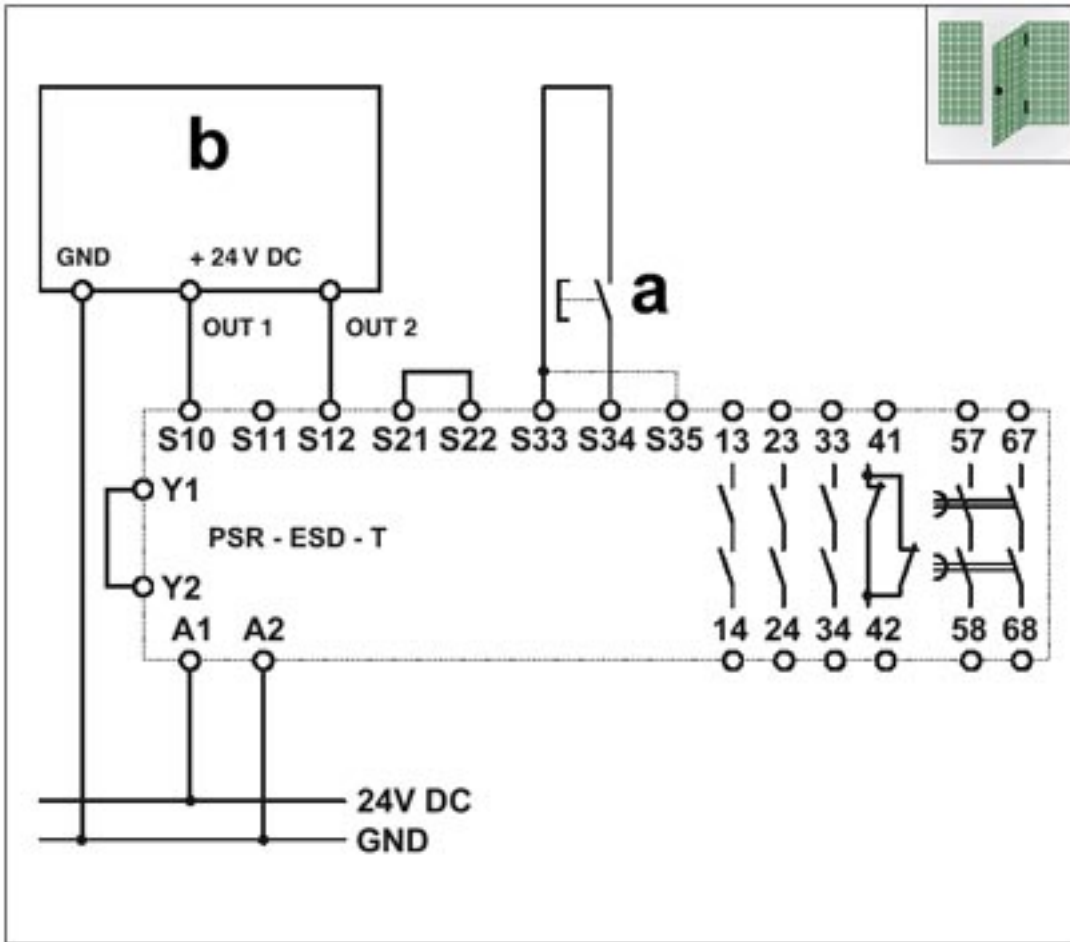 b
GND + 24 V DC
OUT 1 OUT 2
a
S10 S11 S12 S21 S22 S33 S34 S35 13 23 33 41 57 67
Y1
PSR - ESD - T
Y2
A1 A2 14 24 34 42 58 68
24V DC
GND